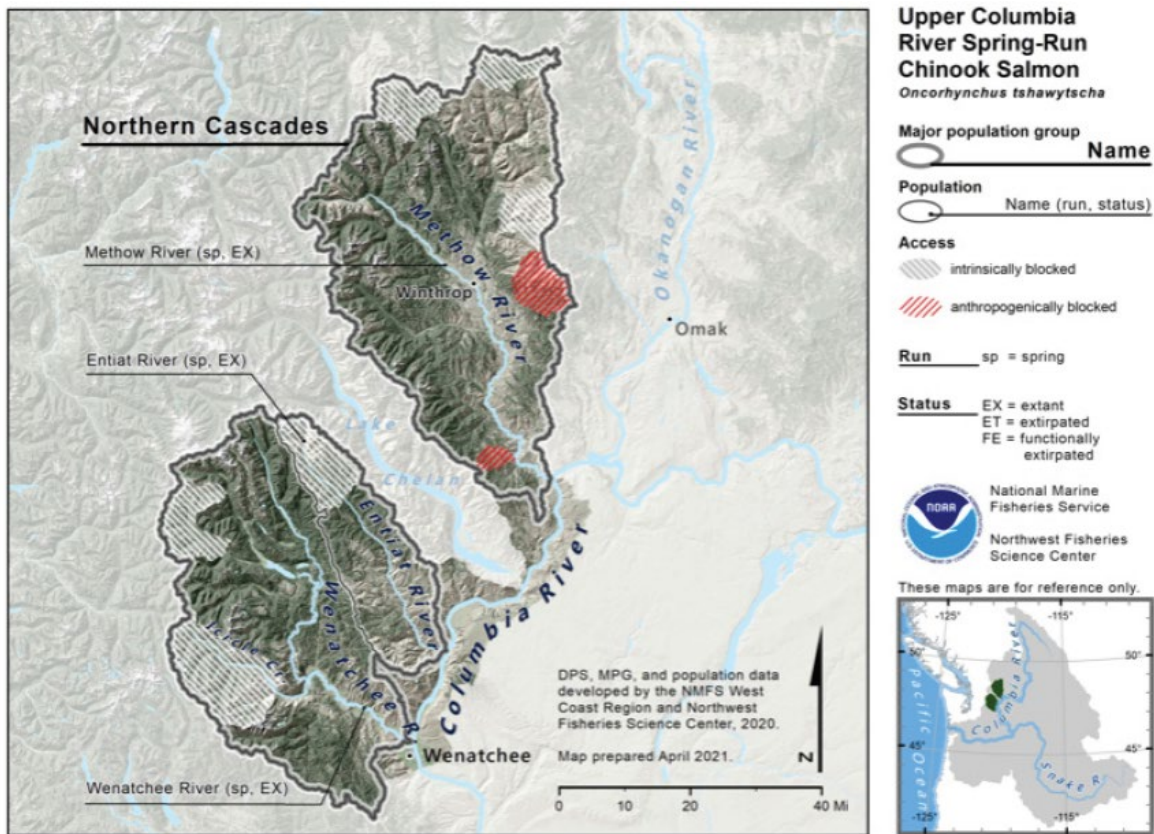 Northern Cascades
Methow River (sp, EX)
Methow River
Winthrop
Okanogan River
Omak
Entiat River (sp, EX)
Lake
Chelan
Entiat River
Columbia River
Wenatchee R.
Icicle Cr.
Wenatchee
Wenatchee River (sp, EX)
DPS, MPG, and population data
developed by the NMFS West
Coast Region and Northwest
Fisheries Science Center, 2020.
Map prepared April 2021.
N
0 10 20 40 Mi
Upper Columbia
River Spring-Run
Chinook Salmon
Oncorhynchus tshawytscha
Major population group
Name
Population
Name (run, status)
Access
intrinsically blocked
anthropogenically blocked
Run sp = spring
Status EX = extant
ET = extirpated
FE = functionally
extirpated
NOAA
National Marine
Fisheries Service
Northwest Fisheries
Science Center
These maps are for reference only.
-125° -115°
50° 50°
Columbia River
Pacific Ocean
45° 45°
Snake R.
-125° -115°